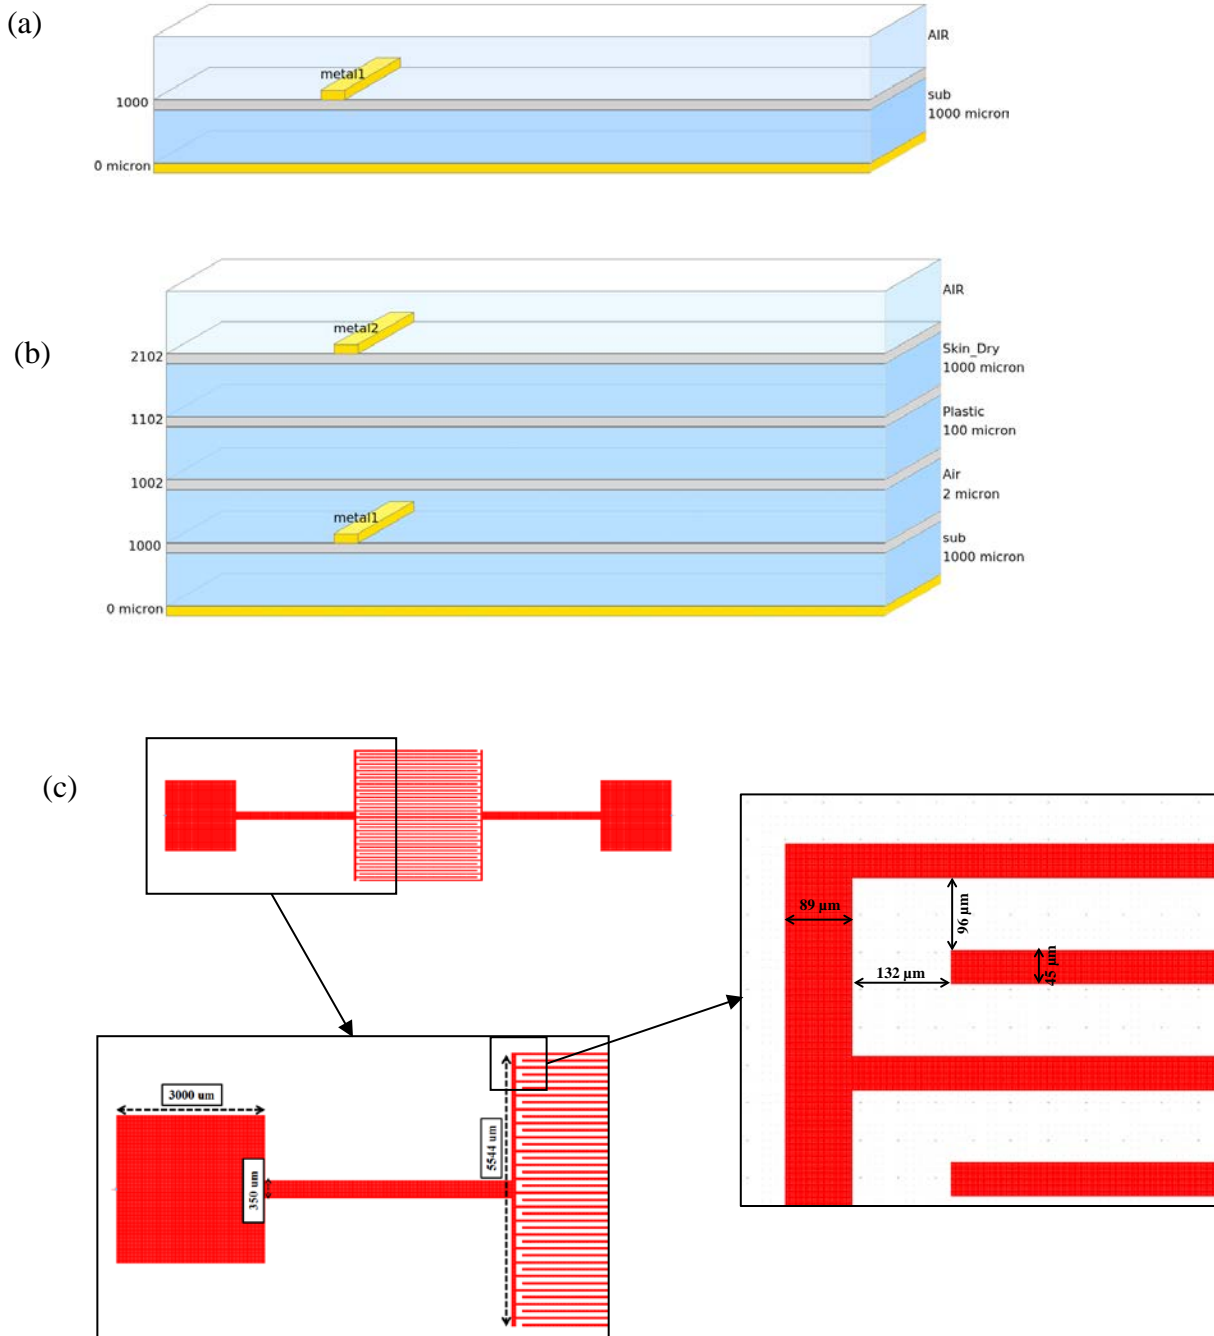 (a)
AIR
metal1
1000
sub
1000 micron
0 micron
(b)
AIR
metal2
2102
Skin_Dry
1000 micron
1102
Plastic
100 micron
1002
Air
2 micron
metal1
1000
sub
1000 micron
0 micron
(c)
89 µm
96 µm
132 µm
45 µm
3000 um
5544 um
350 um